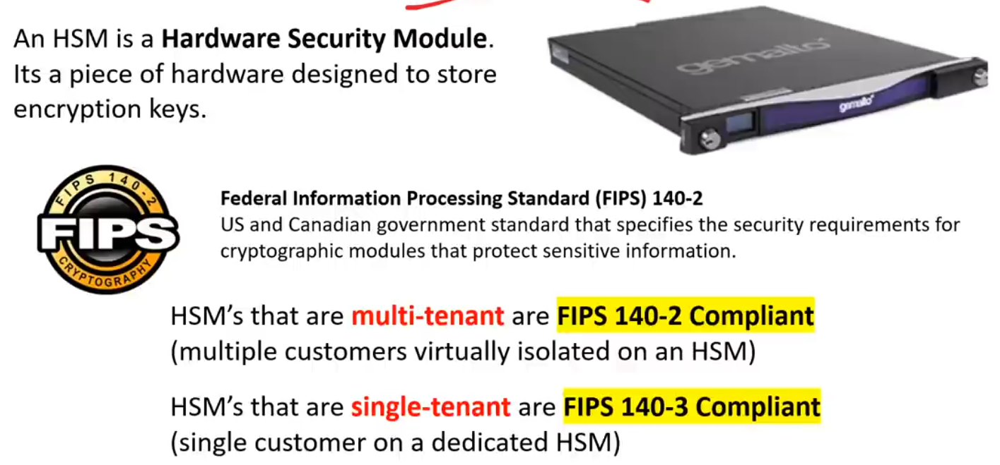 An HSM is a Hardware Security Module.
Its a piece of hardware designed to store
encryption keys.
gemalto
gemalto
FIPS 140-2
FIPS
CRYPTOGRAPHY
Federal Information Processing Standard (FIPS) 140-2
US and Canadian government standard that specifies the security requirements for
cryptographic modules that protect sensitive information.
HSM’s that are multi-tenant are FIPS 140-2 Compliant
(multiple customers virtually isolated on an HSM)
HSM’s that are single-tenant are FIPS 140-3 Compliant
(single customer on a dedicated HSM)